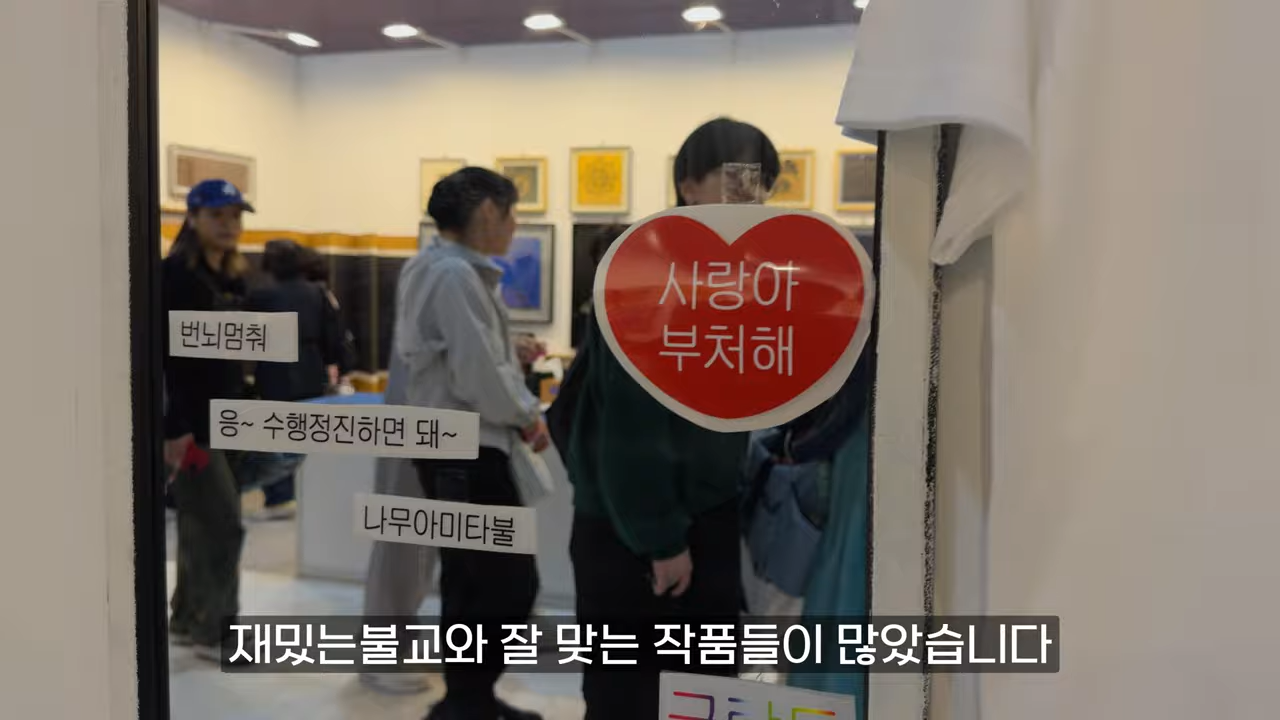 사랑아
부처해
번뇌멈춰
응~ 수행정진하면 돼~
나무아미타불
재밌는불교와 잘 맞는 작품들이 많았습니다